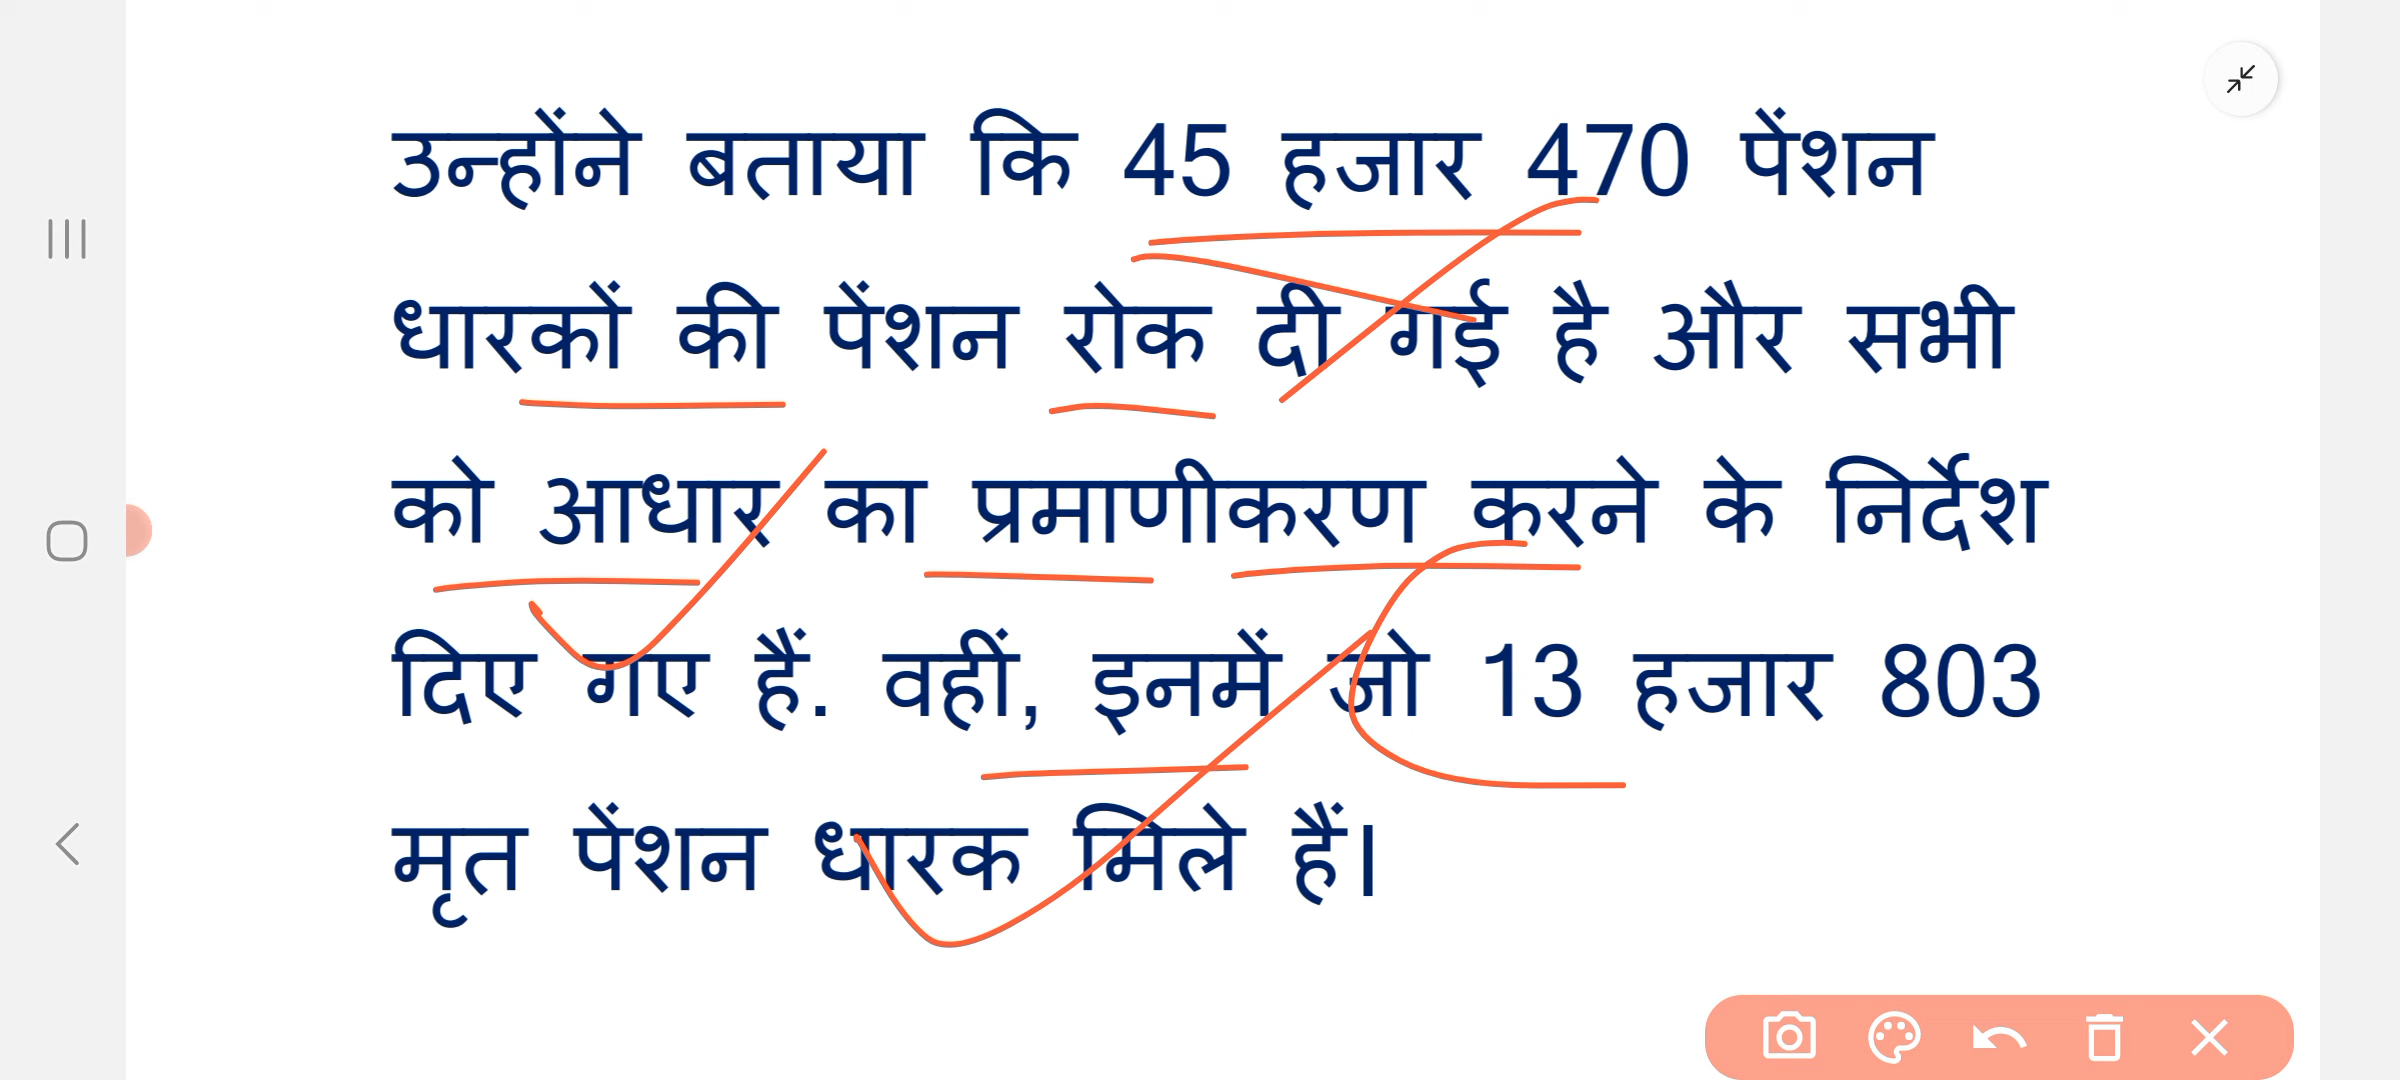 उन्होंने बताया कि 45 हजार 470 पेंशन
धारकों की पेंशन रोक दी गई है और सभी
को आधार का प्रमाणीकरण करने के निर्देश
दिए गए हैं. वहीं, इनमें जो 13 हजार 803
मृत पेंशन धारक मिले हैं।